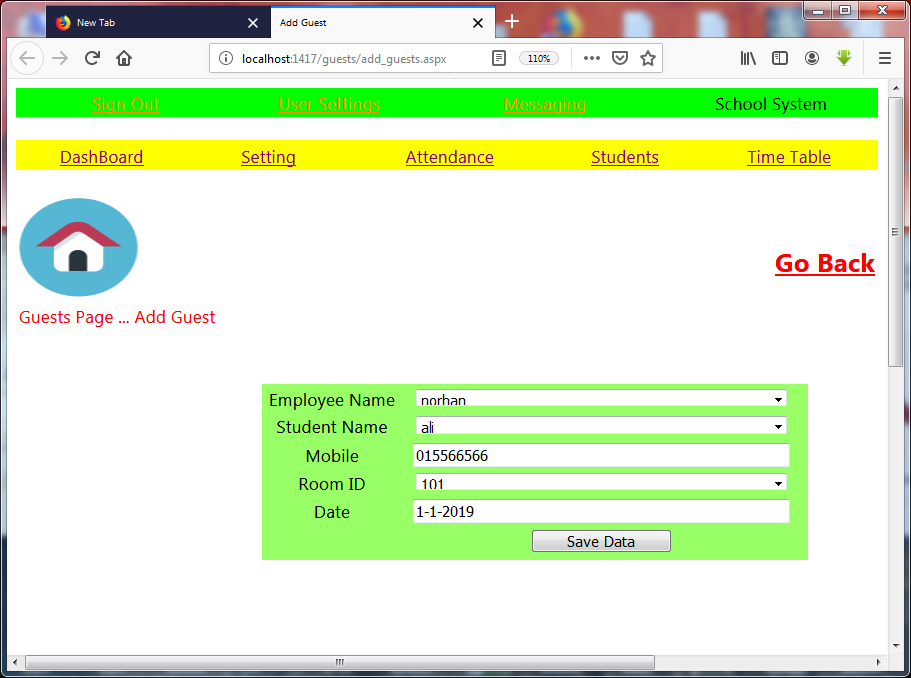 New Tab
Add Guest
localhost:1417/guests/add_guests.aspx
110%
Sign Out User Settings Messaging School System
DashBoard Setting Attendance Students Time Table
Go Back
Guests Page ... Add Guest
Employee Name norhan
Student Name ali
Mobile 015566566
Room ID 101
Date 1-1-2019
Save Data